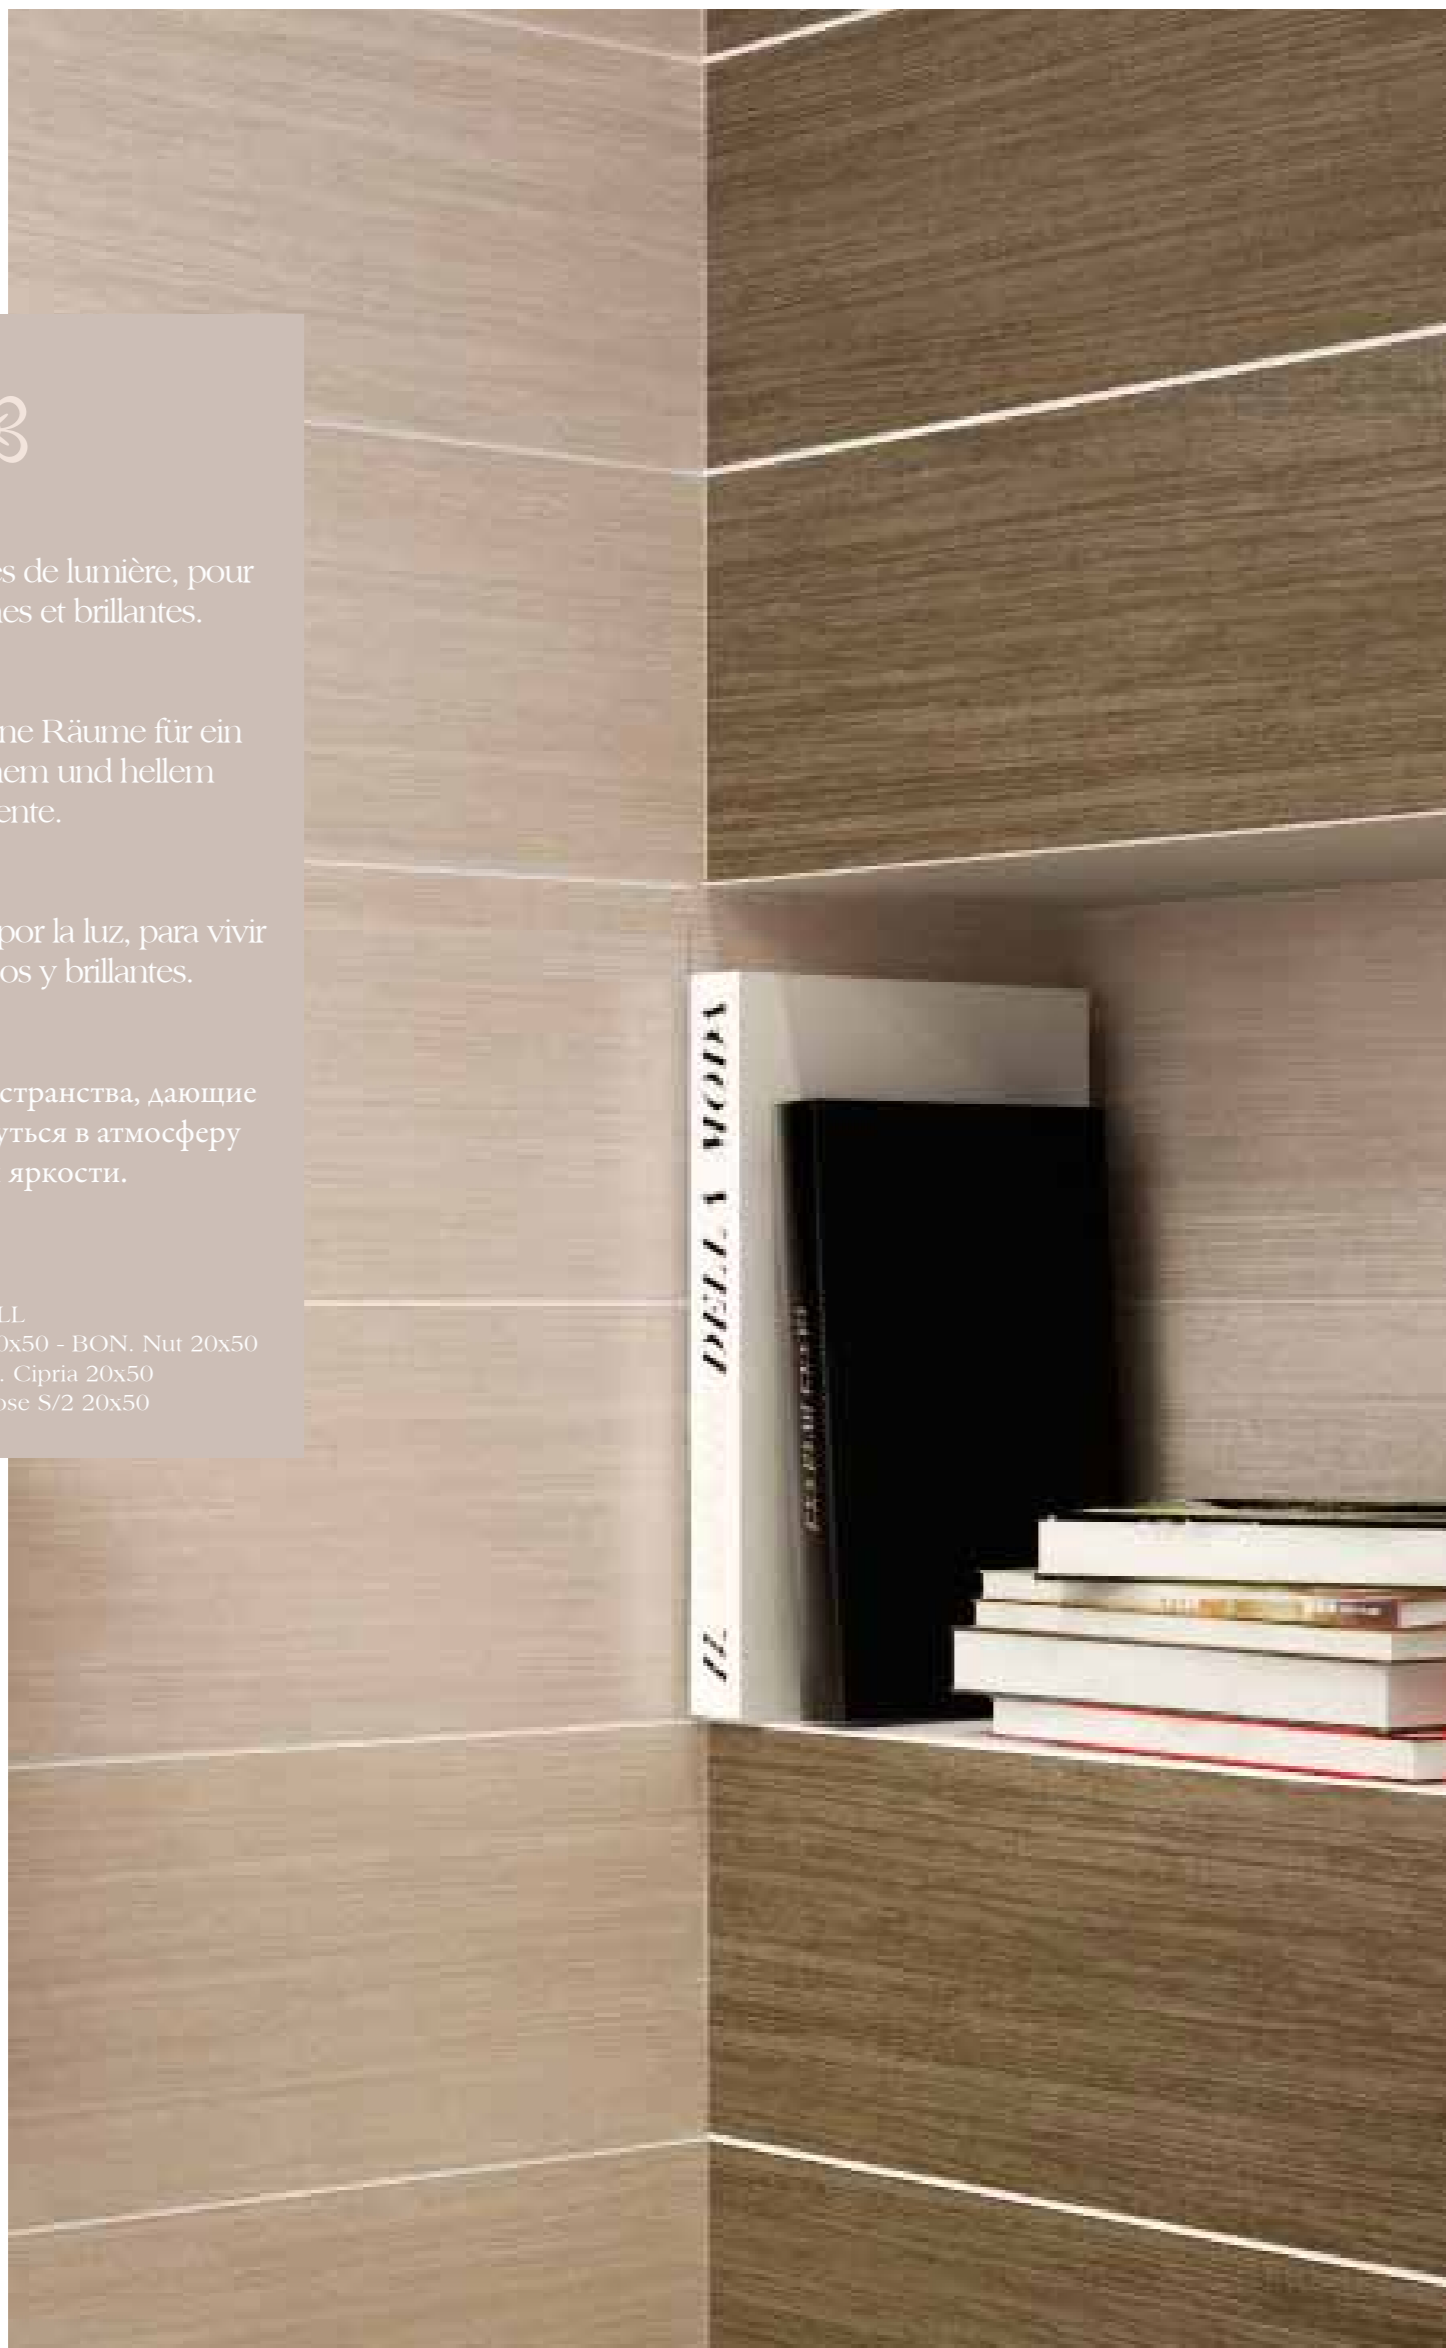 es de lumière, pour
nes et brillantes.
ne Räume für ein
nem und hellem
ente.
por la luz, para vivir
os y brillantes.
странства, дающие
уться в атмосферу
яркости.
LL
0x50 - BON. Nut 20x50
. Cipria 20x50
ose S/2 20x50
IL DELLA MODA